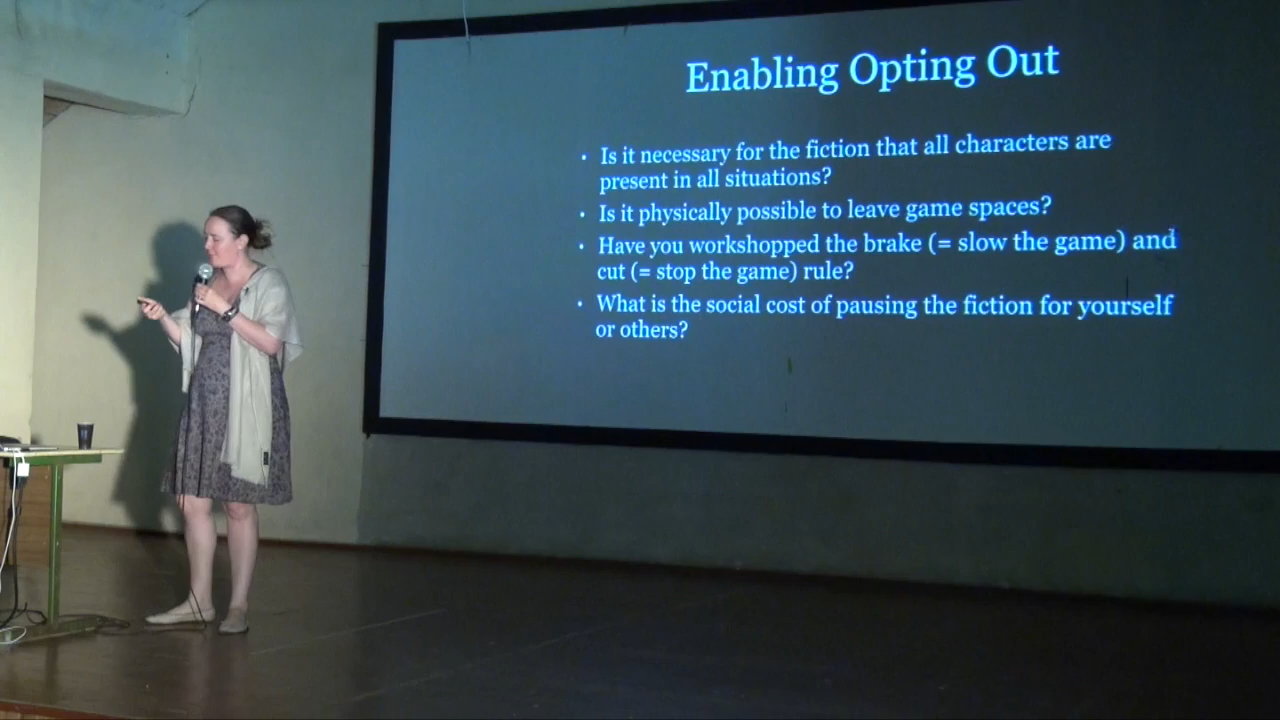 Enabling Opting Out
• Is it necessary for the fiction that all characters are
present in all situations?
• Is it physically possible to leave game spaces?
• Have you workshopped the brake (= slow the game) and
cut (= stop the game) rule?
• What is the social cost of pausing the fiction for yourself
or others?